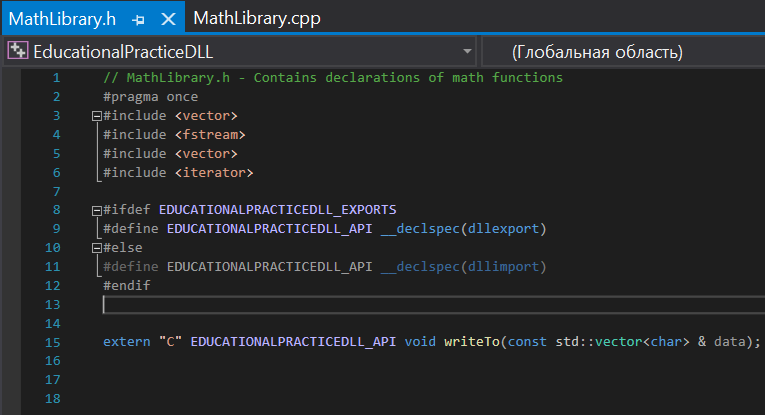 MathLibrary.h MathLibrary.cpp
EducationalPracticeDLL (Глобальная область)
1 // MathLibrary.h - Contains declarations of math functions
2 #pragma once
3 #include <vector>
4 #include <fstream>
5 #include <vector>
6 #include <iterator>
7
8 #ifdef EDUCATIONALPRACTICEDLL_EXPORTS
9 #define EDUCATIONALPRACTICEDLL_API __declspec(dllexport)
10 #else
11 #define EDUCATIONALPRACTICEDLL_API __declspec(dllimport)
12 #endif
13
14
15 extern "C" EDUCATIONALPRACTICEDLL_API void writeTo(const std::vector<char> & data);
16
17
18